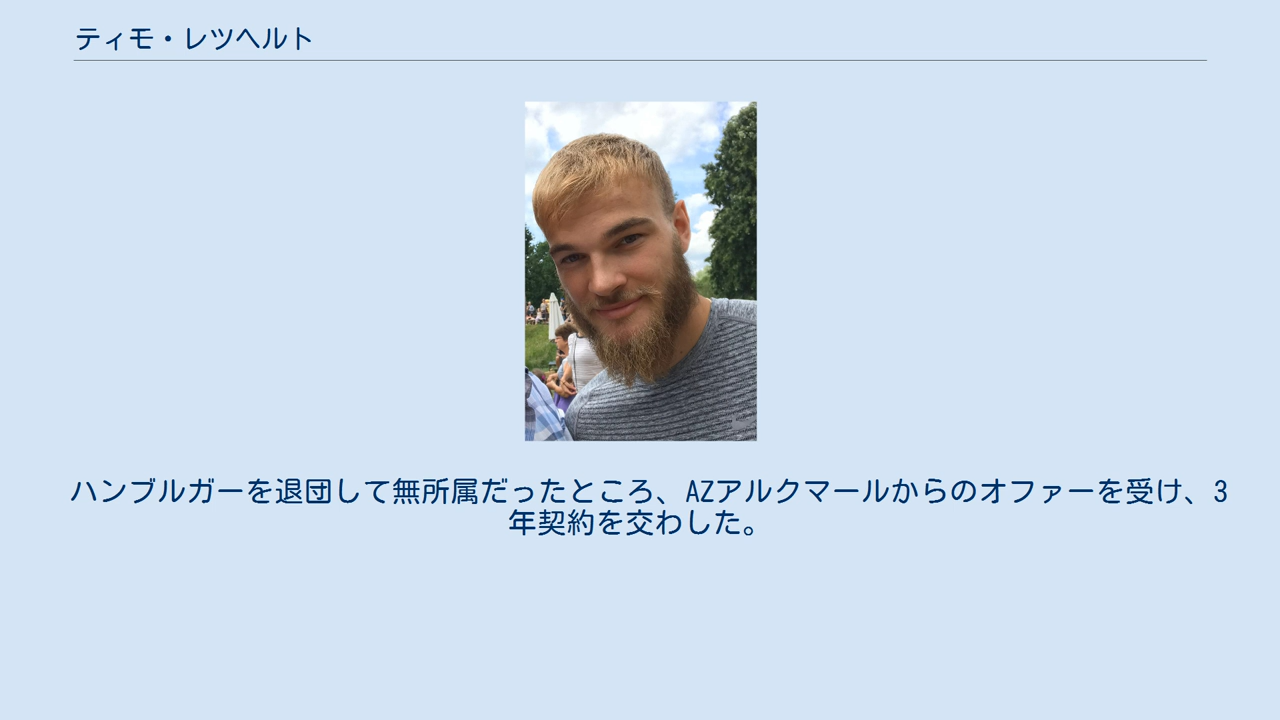 ティモ・レツヘルト
ハンブルガーを退団して無所属だったところ、AZアルクマールからのオファーを受け、3
年契約を交わした。